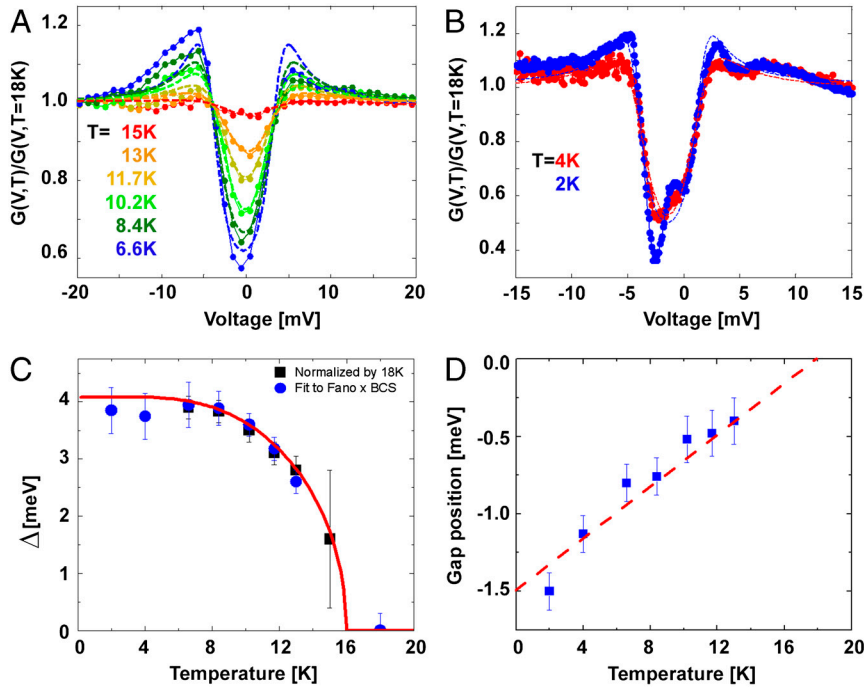 A
G(V,T)/G(V,T=18K)
1.2
1.0
0.8
0.6
T= 15K
13K
11.7K
10.2K
8.4K
6.6K
-20 -10 0 10 20
Voltage [mV]
B
G(V,T)/G(V,T=18K)
1.2
1.0
0.8
0.6
0.4
T=4K
2K
-15 -10 -5 0 5 10 15
Voltage [mV]
C
Δ [meV]
5
4
3
2
1
0
Normalized by 18K
Fit to Fano x BCS
0 4 8 12 16 20
Temperature [K]
D
Gap position [meV]
0.0
-0.5
-1.0
-1.5
0 4 8 12 16 20
Temperature [K]